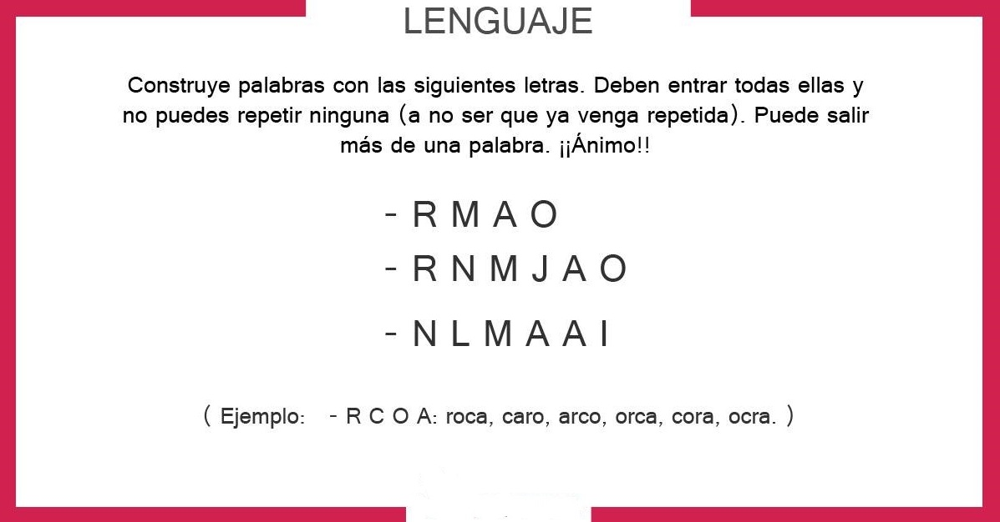 LENGUAJE
Construye palabras con las siguientes letras. Deben entrar todas ellas y
no puedes repetir ninguna (a no ser que ya venga repetida). Puede salir
más de una palabra. ¡¡Ánimo!!
- R M A O
- R N M J A O
- N L M A A I
( Ejemplo: - R C O A: roca, caro, arco, orca, cora, ocra. )